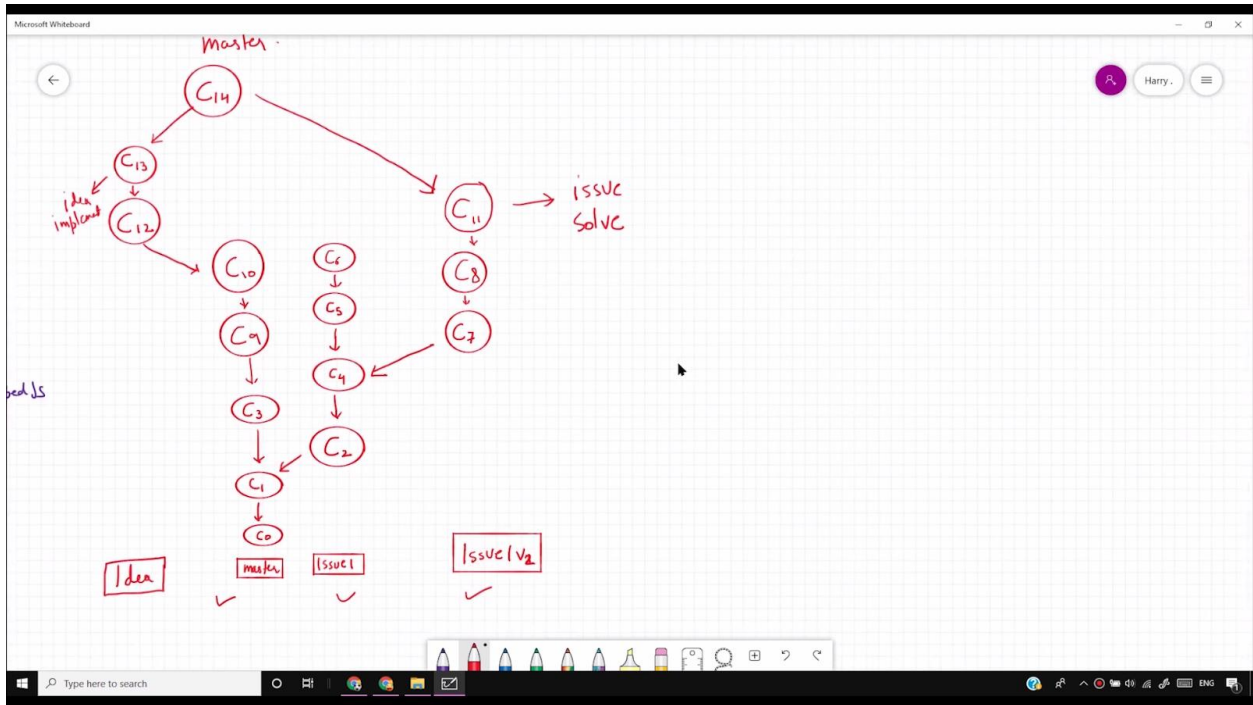 Microsoft Whiteboard
master
Harry .
C14
C13
idea
implement
C12
C11
issue
solve
C10
C6
C8
C5
C9
C7
C4
C3
C2
C1
C0
Idea
master
Issue1
Issue1v2
Type here to search
ENG